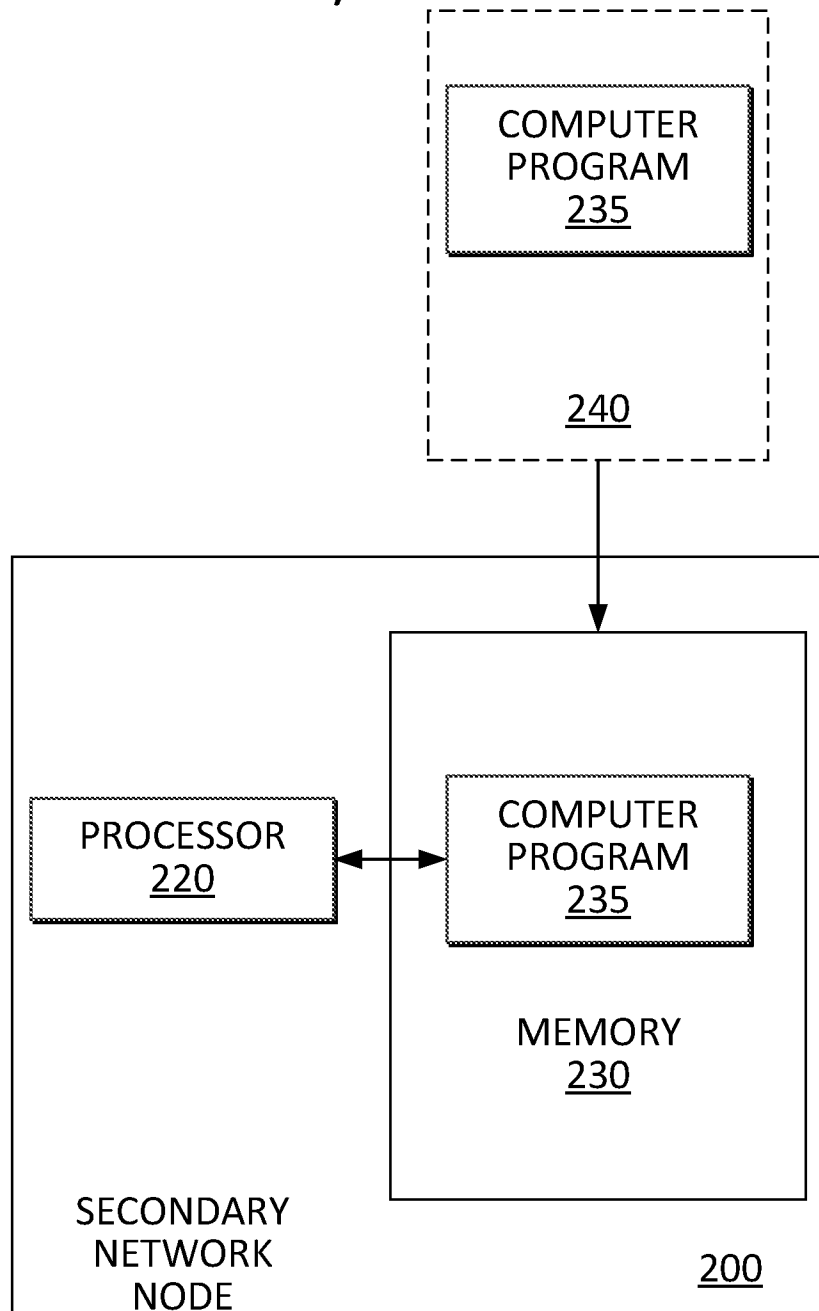 COMPUTER
PROGRAM
235
240
PROCESSOR
220
COMPUTER
PROGRAM
235
MEMORY
230
SECONDARY
NETWORK
NODE
200